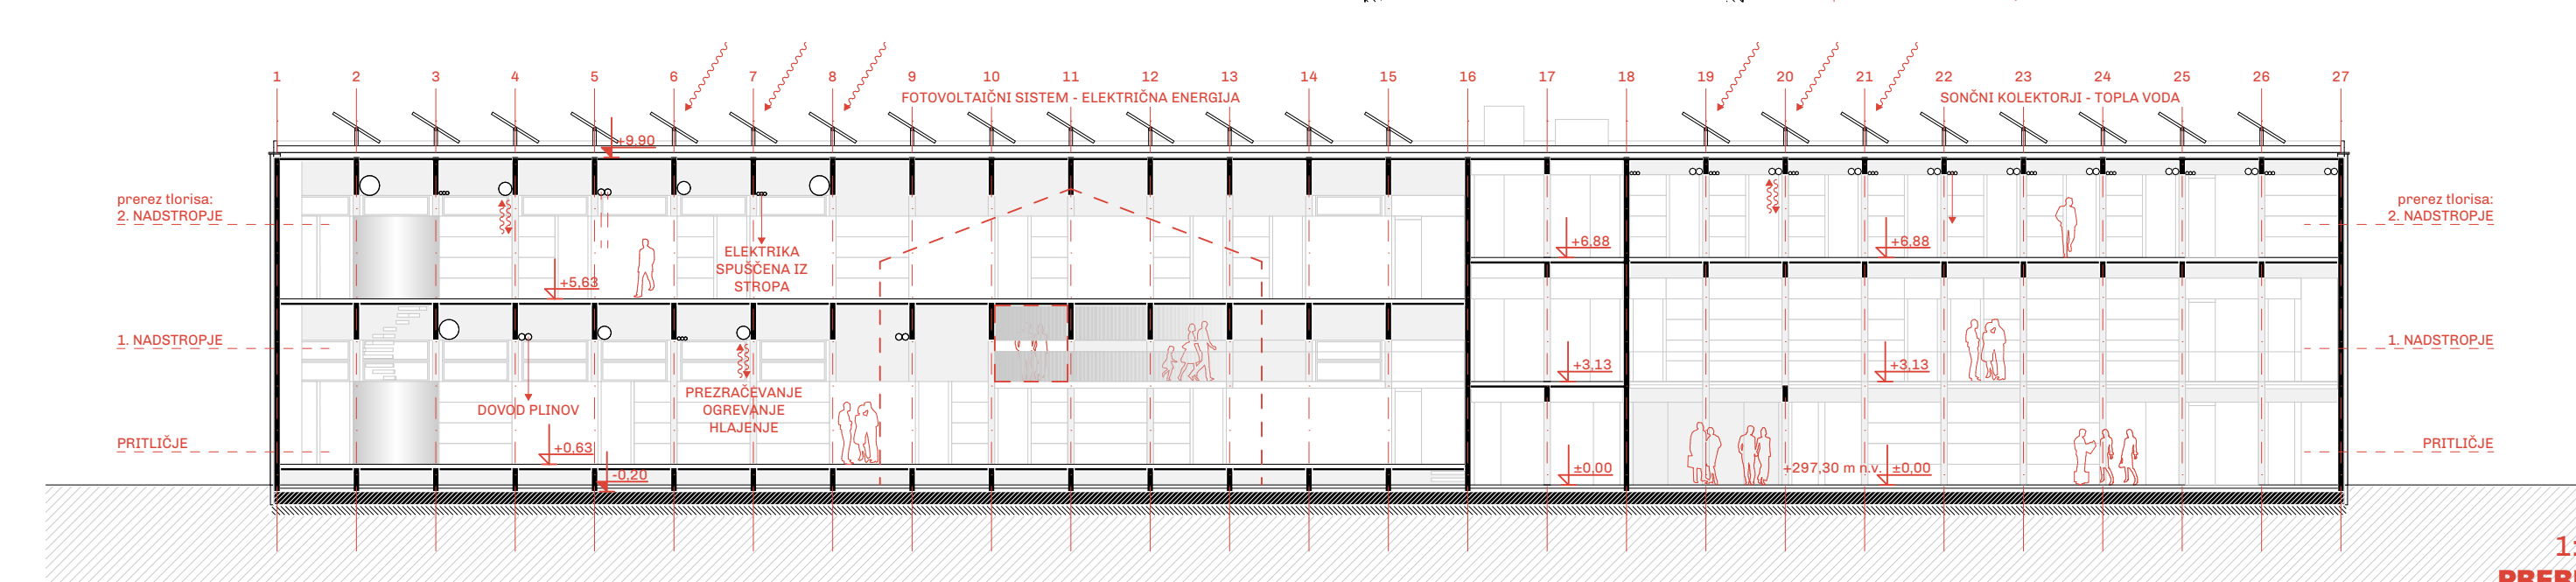 1 2 3 4 5 6 7 8 9 10 11 12 13 14 15 16 17 18 19 20 21 22 23 24 25 26 27
FOTOVOLTAIČNI SISTEM - ELEKTRIČNA ENERGIJA
SONČNI KOLEKTORJI - TOPLA VODA
+9,90
prerez tlorisa:
2. NADSTROPJE
prerez tlorisa:
2. NADSTROPJE
+6,88
+6,88
ELEKTRIKA
SPUŠČENA IZ
STROPA
+5,63
1. NADSTROPJE
1. NADSTROPJE
+3,13
+3,13
PREZRAČEVANJE
OGREVANJE
HLAJENJE
DOVOD PLINOV
PRITLIČJE
PRITLIČJE
+0,63
±0,00
+297,30 m n.v.
±0,00
-0,20